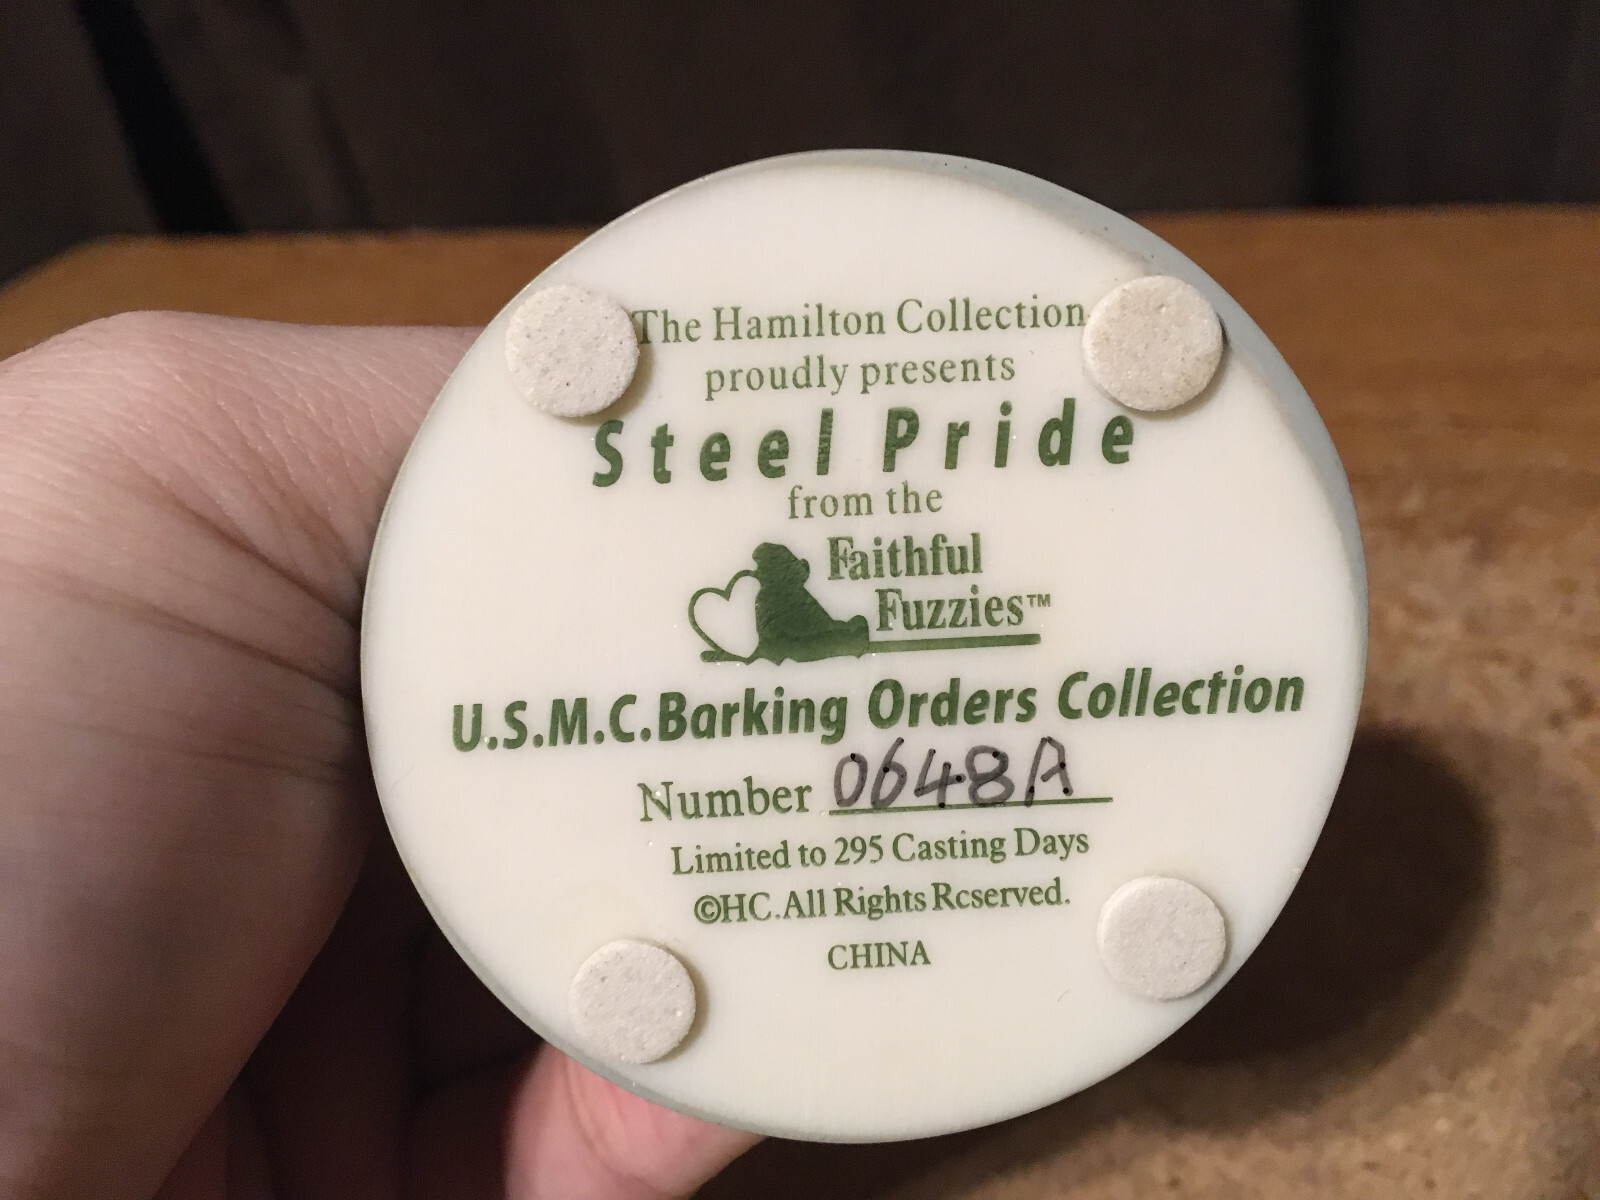 The Hamilton Collection
proudly presents
Steel Pride
from the
Faithful
Fuzzies™
U.S.M.C. Barking Orders Collection
Number 0648A
Limited to 295 Casting Days
©HC. All Rights Reserved.
CHINA